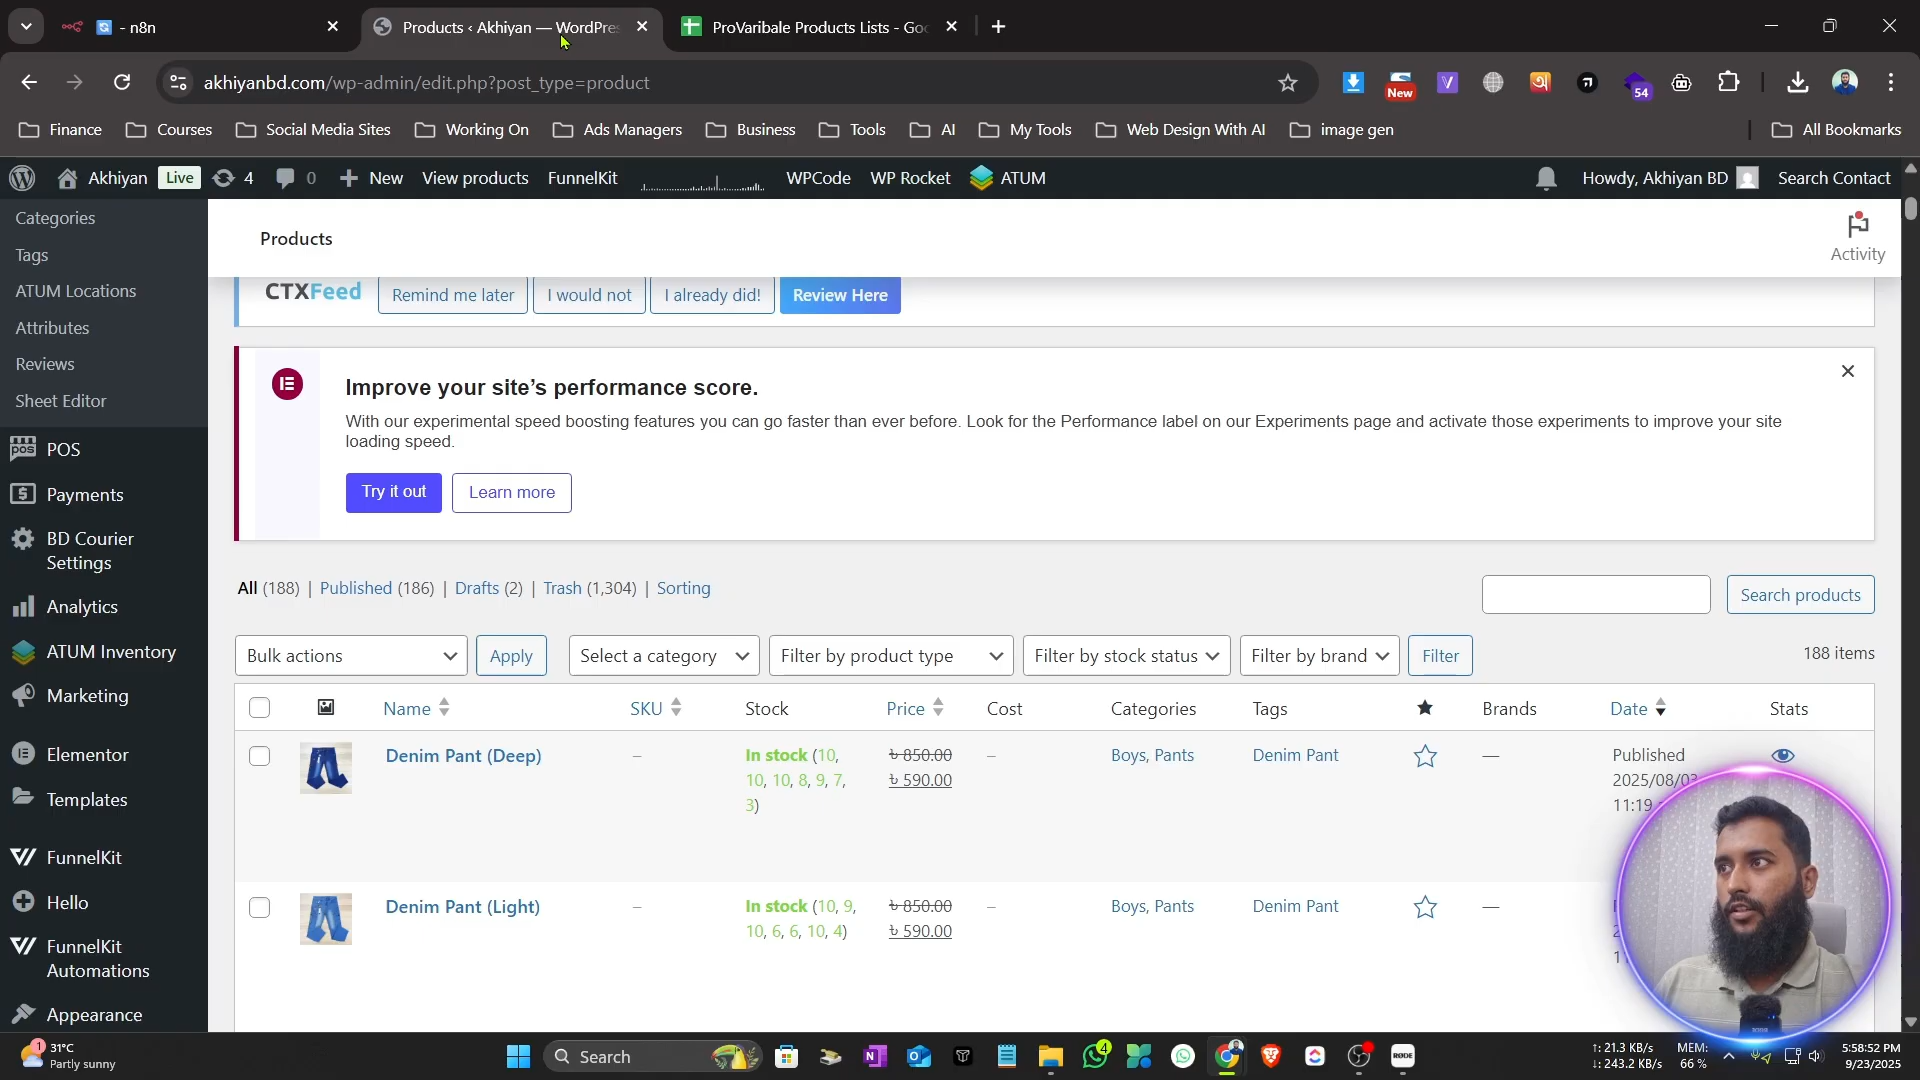 - n8n
Products ‹ Akhiyan — WordPres
ProVaribale Products Lists - Goo
akhiyanbd.com/wp-admin/edit.php?post_type=product
New
54
Finance
Courses
Social Media Sites
Working On
Ads Managers
Business
Tools
AI
My Tools
Web Design With AI
image gen
All Bookmarks
Akhiyan Live
4
0
New
View products
FunnelKit
WPCode
WP Rocket
ATUM
Howdy, Akhiyan BD
Search Contact
Categories
Tags
ATUM Locations
Attributes
Reviews
Sheet Editor
POS
Payments
BD Courier
Settings
Analytics
ATUM Inventory
Marketing
Elementor
Templates
FunnelKit
Hello
FunnelKit
Automations
Appearance
Products
Activity
CTXFeed
Remind me later
I would not
I already did!
Review Here
Improve your site's performance score.
With our experimental speed boosting features you can go faster than ever before. Look for the Performance label on our Experiments page and activate those experiments to improve your site
loading speed.
Try it out
Learn more
All (188) | Published (186) | Drafts (2) | Trash (1,304) | Sorting
Search products
Bulk actions
Apply
Select a category
Filter by product type
Filter by stock status
Filter by brand
Filter
188 items
Name
SKU
Stock
Price
Cost
Categories
Tags
Brands
Date
Stats
Denim Pant (Deep)
–
In stock (10,
10, 10, 8, 9, 7,
3)
৳ 850.00
৳ 590.00
–
Boys, Pants
Denim Pant
—
Published
2025/08/03
11:19
Denim Pant (Light)
–
In stock (10, 9,
10, 6, 6, 10, 4)
৳ 850.00
৳ 590.00
–
Boys, Pants
Denim Pant
—
1
31°C
Partly sunny
Search
4
RØDE
↑: 21.3 KB/s
↓: 243.2 KB/s
MEM:
66 %
5:58:52 PM
9/23/2025